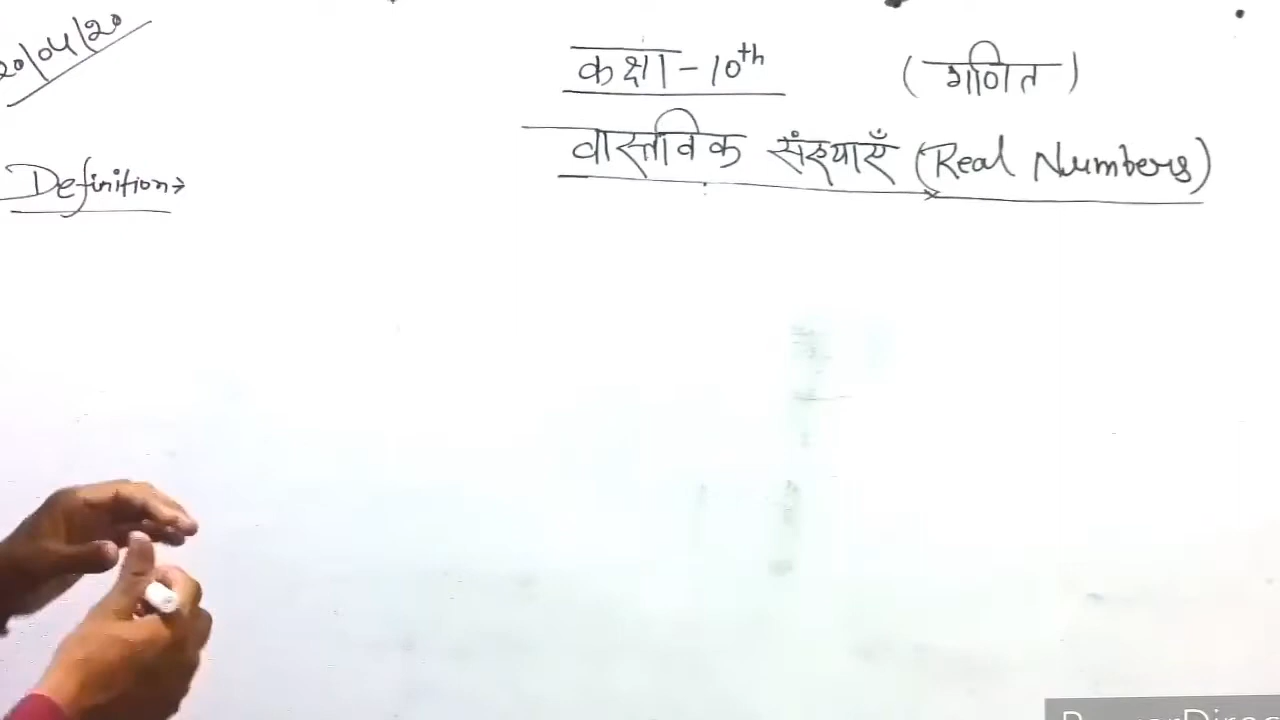 20/04/20
कक्षा - 10th (गणित)
वास्तविक संख्याएँ (Real Numbers)
Definition→